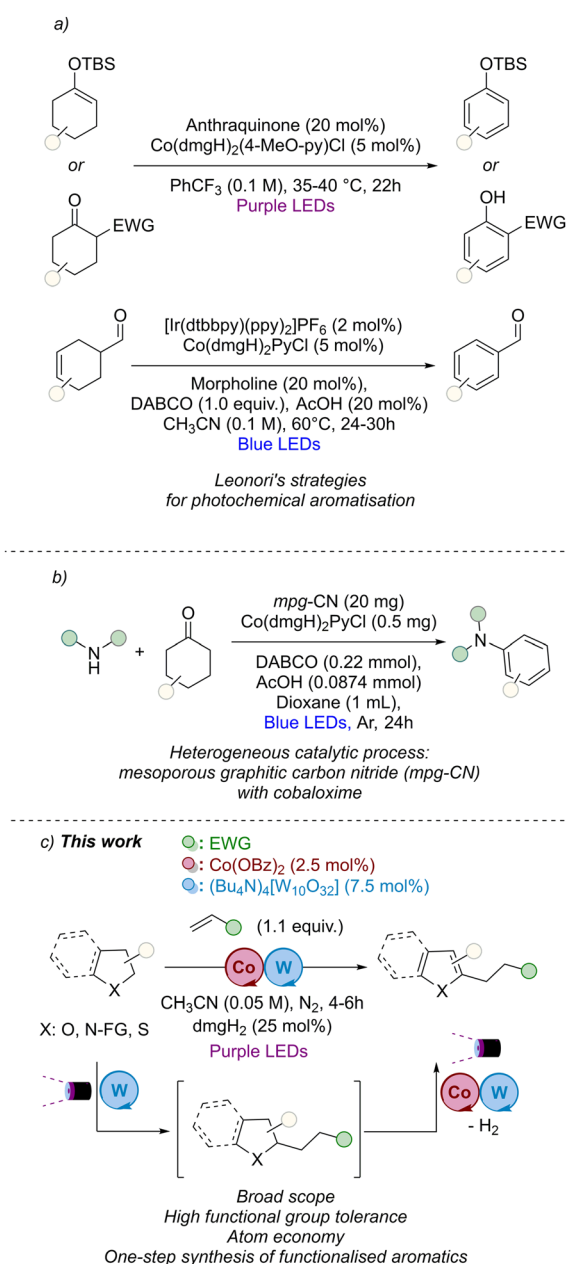 a)
OTBS
OTBS
Anthraquinone (20 mol%)
Co(dmgH)2(4-MeO-py)Cl (5 mol%)
or
or
PhCF3 (0.1 M), 35-40 °C, 22h
Purple LEDs
O
EWG
OH
EWG
O
O
[Ir(dtbbpy)(ppy)2]PF6 (2 mol%)
Co(dmgH)2PyCl (5 mol%)
Morpholine (20 mol%),
DABCO (1.0 equiv.), AcOH (20 mol%)
CH3CN (0.1 M), 60°C, 24-30h
Blue LEDs
Leonori's strategies
for photochemical aromatisation
b)
mpg-CN (20 mg)
Co(dmgH)2PyCl (0.5 mg)
N
H
+
O
N
DABCO (0.22 mmol),
AcOH (0.0874 mmol)
Dioxane (1 mL),
Blue LEDs, Ar, 24h
Heterogeneous catalytic process:
mesoporous graphitic carbon nitride (mpg-CN)
with cobaloxime
c) This work
: EWG
: Co(OBz)2 (2.5 mol%)
: (Bu4N)4[W10O32] (7.5 mol%)
(1.1 equiv.)
X
Co W
X
CH3CN (0.05 M), N2, 4-6h
dmgH2 (25 mol%)
Purple LEDs
X: O, N-FG, S
W
X
Co W
- H2
Broad scope
High functional group tolerance
Atom economy
One-step synthesis of functionalised aromatics